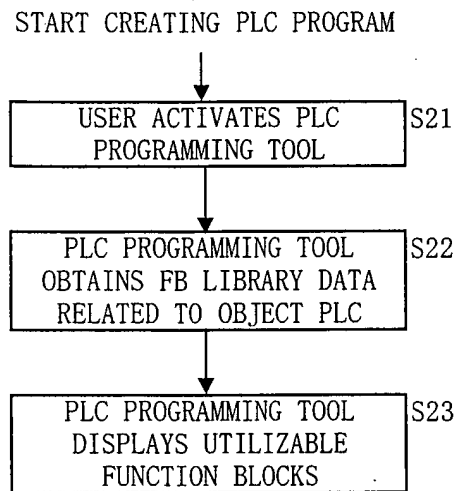 START CREATING PLC PROGRAM
USER ACTIVATES PLC
PROGRAMMING TOOL
S21
PLC PROGRAMMING TOOL
OBTAINS FB LIBRARY DATA
RELATED TO OBJECT PLC
S22
PLC PROGRAMMING TOOL
DISPLAYS UTILIZABLE
FUNCTION BLOCKS
S23